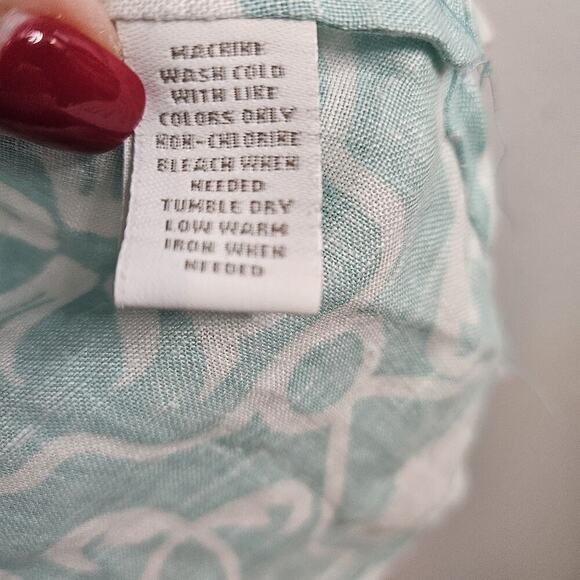 MACHINE
WASH COLD
WITH LIKE
COLORS ONLY
NON-CHLORINE
BLEACH WHEN
NEEDED
TUMBLE DRY
LOW WARM
IRON WHEN
NEEDED